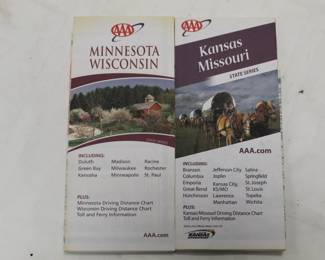 AAA
MINNESOTA
WISCONSIN
STATE SERIES
INCLUDING:
Duluth Madison Racine
Green Bay Milwaukee Rochester
Kenosha Minneapolis St. Paul
PLUS:
Minnesota Driving Distance Chart
Wisconsin Driving Distance Chart
Toll and Ferry Information
AAA.com
AAA
Kansas
Missouri
STATE SERIES
AAA.com
INCLUDING:
Branson Jefferson City Salina
Columbia Joplin Springfield
Emporia Kansas City, St. Joseph
Great Bend KS/MO St. Louis
Hutchinson Lawrence Topeka
Manhattan Wichita
PLUS:
Kansas/Missouri Driving Distance Chart
Toll and Ferry Information
KANSAS